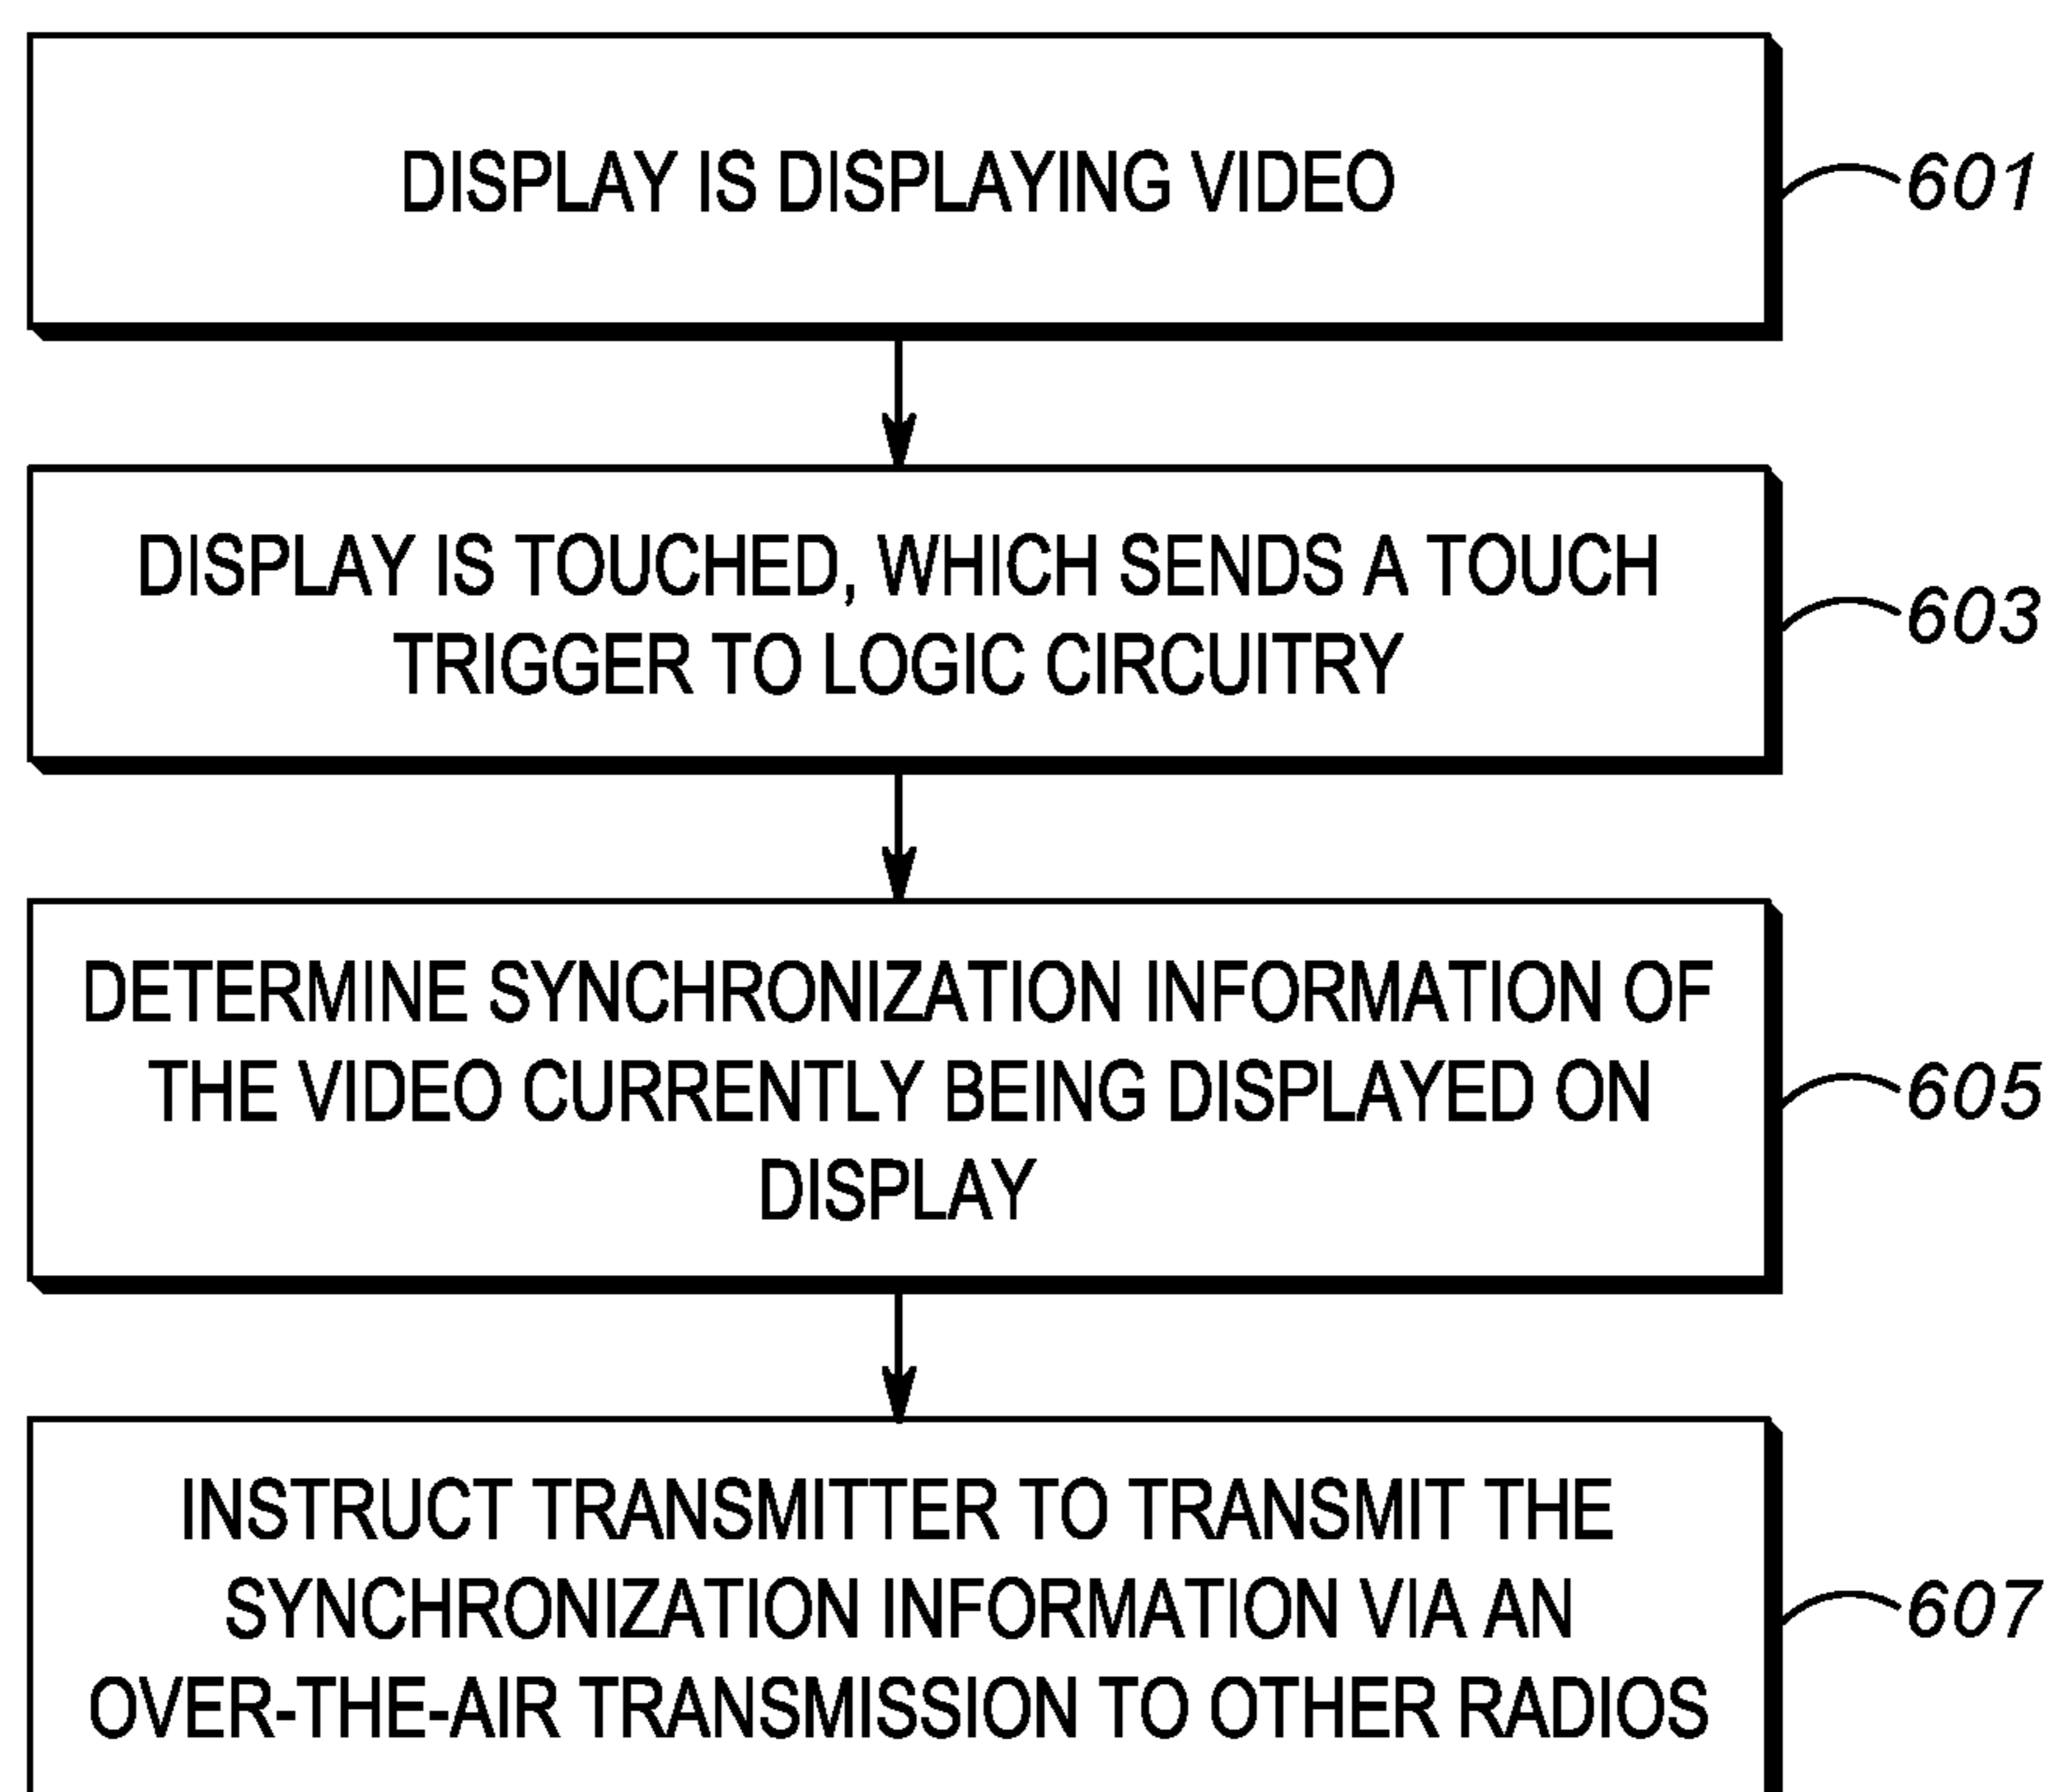 DISPLAY IS DISPLAYING VIDEO
601
DISPLAY IS TOUCHED, WHICH SENDS A TOUCH
TRIGGER TO LOGIC CIRCUITRY
603
DETERMINE SYNCHRONIZATION INFORMATION OF
THE VIDEO CURRENTLY BEING DISPLAYED ON
DISPLAY
605
INSTRUCT TRANSMITTER TO TRANSMIT THE
SYNCHRONIZATION INFORMATION VIA AN
OVER-THE-AIR TRANSMISSION TO OTHER RADIOS
607